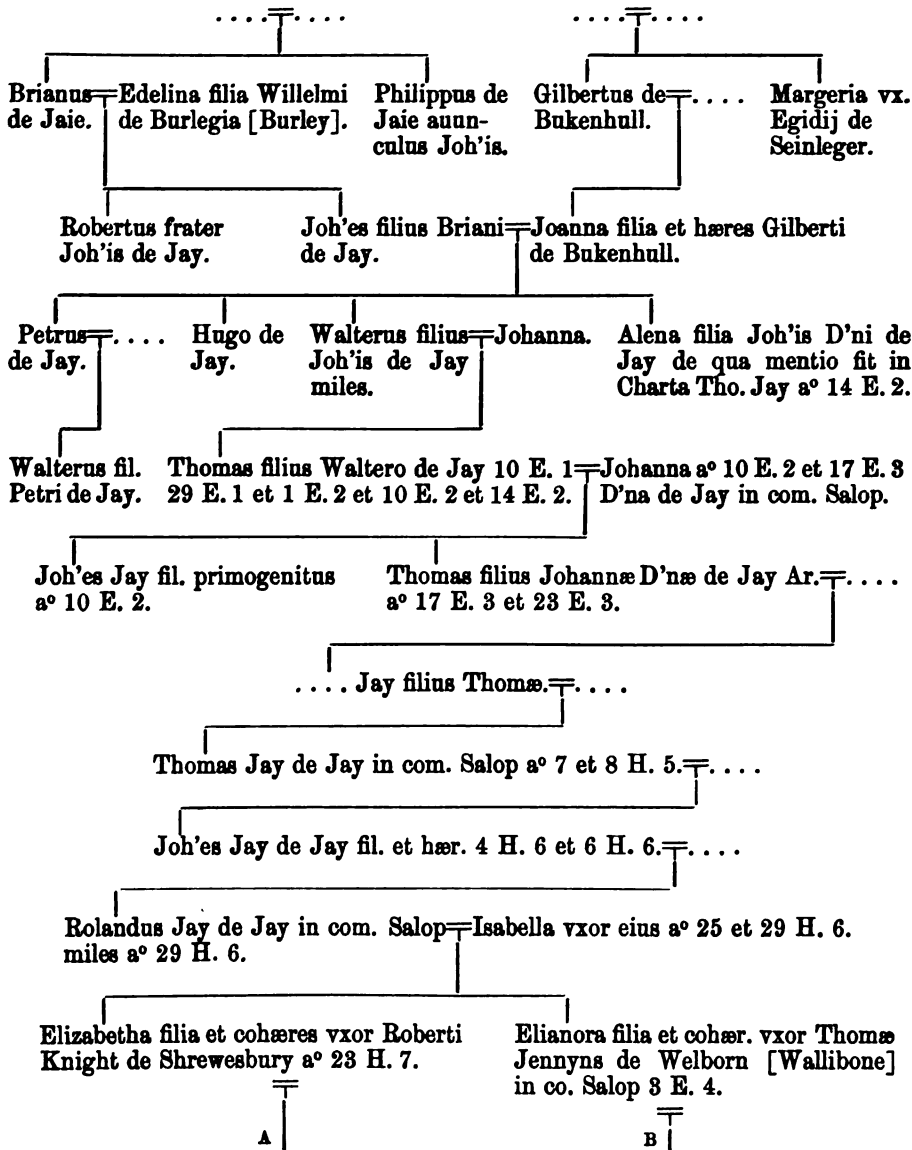 ....╤.... ....╤....
Brianus╤Edelina filia Willelmi Philippus de Gilbertus de╤.... Margeria vx.
de Jaie. de Burlegia [Burley]. Jaie auun- Bukenhull. Egidij de
culus Joh'is. Seinleger.
Robertus frater Joh'es filius Briani╤Joanna filia et hæres Gilberti
Joh'is de Jay. de Jay. de Bukenhull.
Petrus╤.... Hugo de Walterus filius╤Johanna. Alena filia Joh'is D'ni de
de Jay. Jay. Joh'is de Jay Jay de qua mentio fit in
miles. Charta Tho. Jay aº 14 E. 2.
Walterus fil. Thomas filius Waltero de Jay 10 E. 1╤Johanna aº 10 E. 2 et 17 E. 3
Petri de Jay. 29 E. 1 et 1 E. 2 et 10 E. 2 et 14 E. 2. D'na de Jay in com. Salop.
Joh'es Jay fil. primogenitus Thomas filius Johannæ D'næ de Jay Ar.╤....
aº 10 E. 2. aº 17 E. 3 et 23 E. 3.
.... Jay filius Thomæ.╤....
Thomas Jay de Jay in com. Salop aº 7 et 8 H. 5.╤....
Joh'es Jay de Jay fil. et hær. 4 H. 6 et 6 H. 6.╤....
Rolandus Jay de Jay in com. Salop╤Isabella vxor eius aº 25 et 29 H. 6.
miles aº 29 H. 6.
Elizabetha filia et cohæres vxor Roberti Elianora filia et cohær. vxor Thomæ
Knight de Shrewesbury aº 23 H. 7. Jennyns de Welborn [Wallibone]
in co. Salop 3 E. 4.
A B